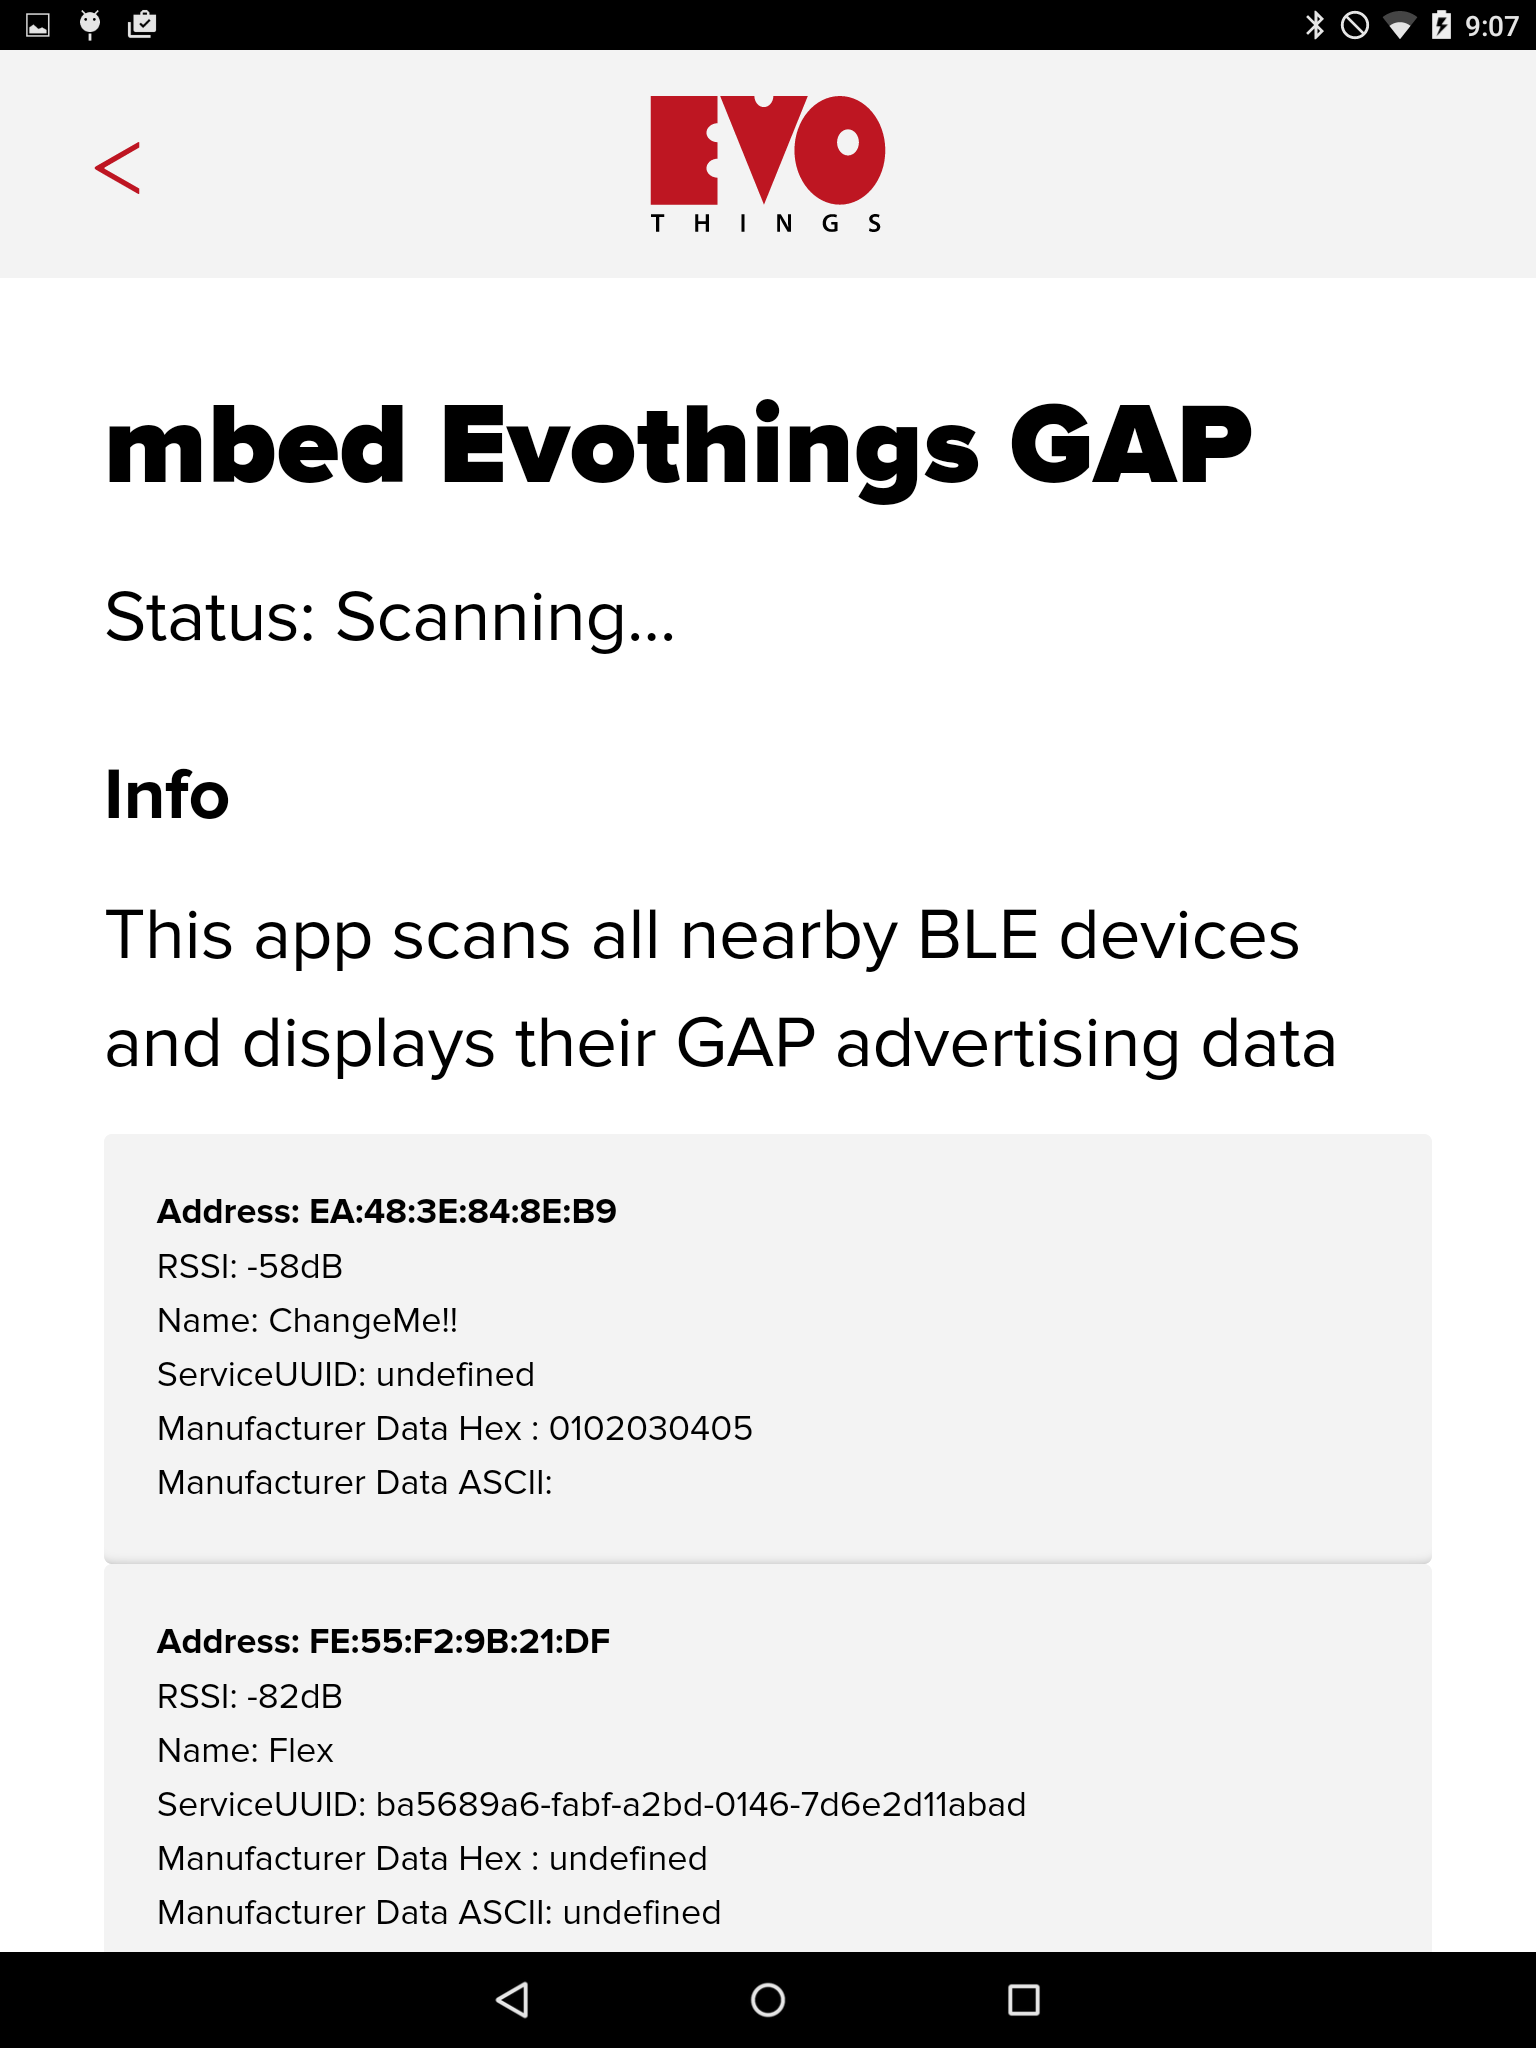 9:07
<
EVO
THINGS
mbed Evothings GAP
Status: Scanning...
Info
This app scans all nearby BLE devices
and displays their GAP advertising data
Address: EA:48:3E:84:8E:B9
RSSI: -58dB
Name: ChangeMe!!
ServiceUUID: undefined
Manufacturer Data Hex : 0102030405
Manufacturer Data ASCII:
Address: FE:55:F2:9B:21:DF
RSSI: -82dB
Name: Flex
ServiceUUID: ba5689a6-fabf-a2bd-0146-7d6e2d11abad
Manufacturer Data Hex : undefined
Manufacturer Data ASCII: undefined